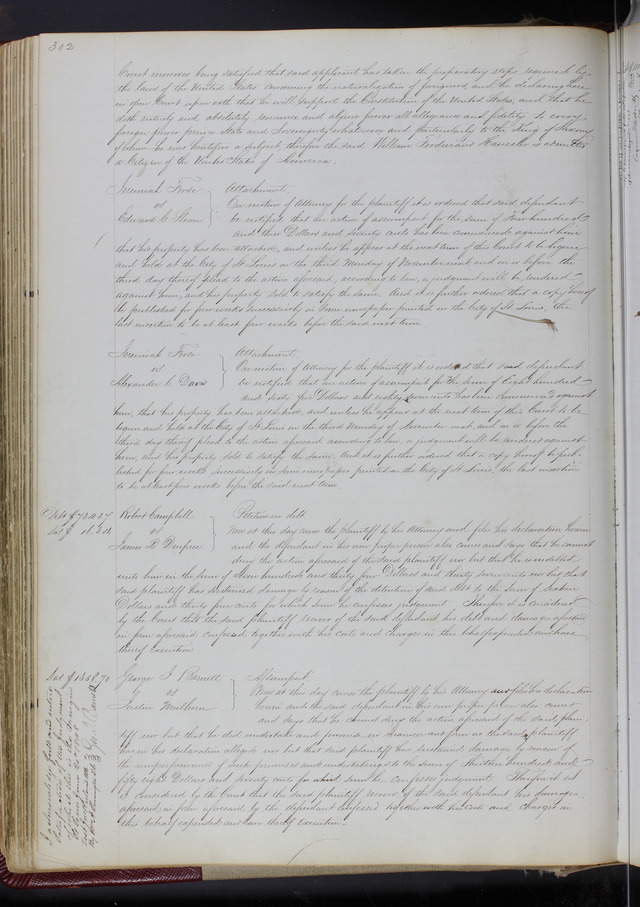 302
Court moreover being satisfied that said applicant has taken the preparatory steps required by
the laws of the United States concerning the naturalization of foreigners and he declaring here
in open Court upon oath that he will support the Constitution of the United States, and that he
doth entirely and absolutely renounce and abjure forever all allegiance and fidelity to every
foreign power prince State and Sovereignty whatsoever and particularly to the King of
of whom he was heretofore a subject, therefore the said William Ferdinand is admitted
a Citizen of the United States of America.
Jeremiah Forde
vs
Edward C Sloan
Attachment
On motion of Attorney for the plaintiff it is ordered that said defendant
be notified that an action of assumpsit for the sum of Four hundred
and three Dollars and seventy cents has been commenced against him
that his property has been attached, and unless he appear at the next term of this Court to be begun
and held at the City of St Louis on the third Monday of November next and on or before the
third day thereof plead to the action aforesaid, according to law, a judgment will be rendered
against him, and his property sold to satisfy the same. And it is further ordered that a copy hereof
be published for four weeks successively in some newspaper printed in the City of St Louis, the
last insertion to be at least four weeks before the said next term
Jeremiah Forde
vs
Alexander C Dana
Attachment
On motion of Attorney for the plaintiff it is ordered that said defendant
be notified that an action of assumpsit for the sum of Eight hundred
and sixty five Dollars and eighty cents has been commenced against
him, that his property has been attached, and unless he appear at the next term of this Court to be
begun and held at the City of St Louis on the third Monday of November next and on or before the
third day thereof plead to the action aforesaid according to law, a judgment will be rendered against
him, and his property sold to satisfy the same. And it is further ordered that a copy hereof be pub-
lished for four weeks successively in some newspaper printed in the City of St Louis, the last insertion
to be at least four weeks before the said next term
Robert Campbell
vs
James R
Petition in debt
Now at this day comes the plaintiff by his Attorney and files his declaration herein
and the defendant in his own proper person also comes and says that he cannot
deny the action aforesaid of the said plaintiff nor but that he is indebted
unto him in the sum of hundred and thirty four Dollars and thirty seven cents nor but that
said plaintiff has sustained damage by reason of the detention of said debt to the sum of
Dollars and thirty five cents for which sum he confesses judgment. Therefore it is considered
by the Court that the said plaintiff recover of the said defendant his debt and damages aforesaid
in form aforesaid confessed together with his costs and charges in this behalf expended and have
thereof Execution
Dam $1358.70
George I Barnett
vs
Justin
Assumpsit
Now at this day comes the plaintiff by his Attorney and files his declaration
herein and the said defendant in his own proper person also comes
and says that he cannot deny the action aforesaid of the said plain-
tiff nor but that he did undertake and promise in manner and form as the said plaintiff
has in his declaration alleged nor but that said plaintiff has sustained damage by reason of
the nonperformance of such promises and undertakings to the sum of Thirteen hundred and
fifty eight Dollars and seventy cents for which sum he confesses judgment. Therefore it is
considered by the Court that the said plaintiff recover of the said defendant his damages
aforesaid in form aforesaid by the defendant confessed together with his costs and charges in
this behalf expended and have thereof Execution.